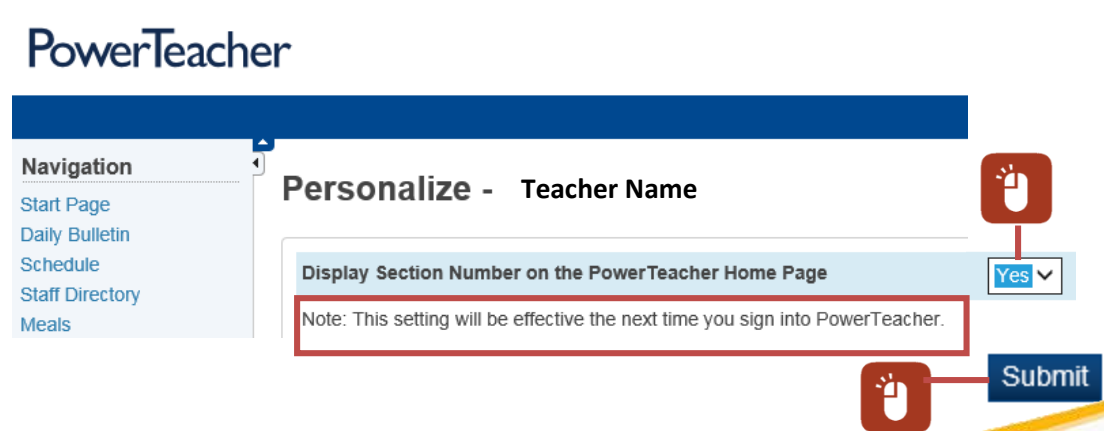 PowerTeacher
Navigation
Start Page
Daily Bulletin
Schedule
Staff Directory
Meals
Personalize - Teacher Name
Display Section Number on the PowerTeacher Home Page
Yes
Note: This setting will be effective the next time you sign into PowerTeacher.
Submit